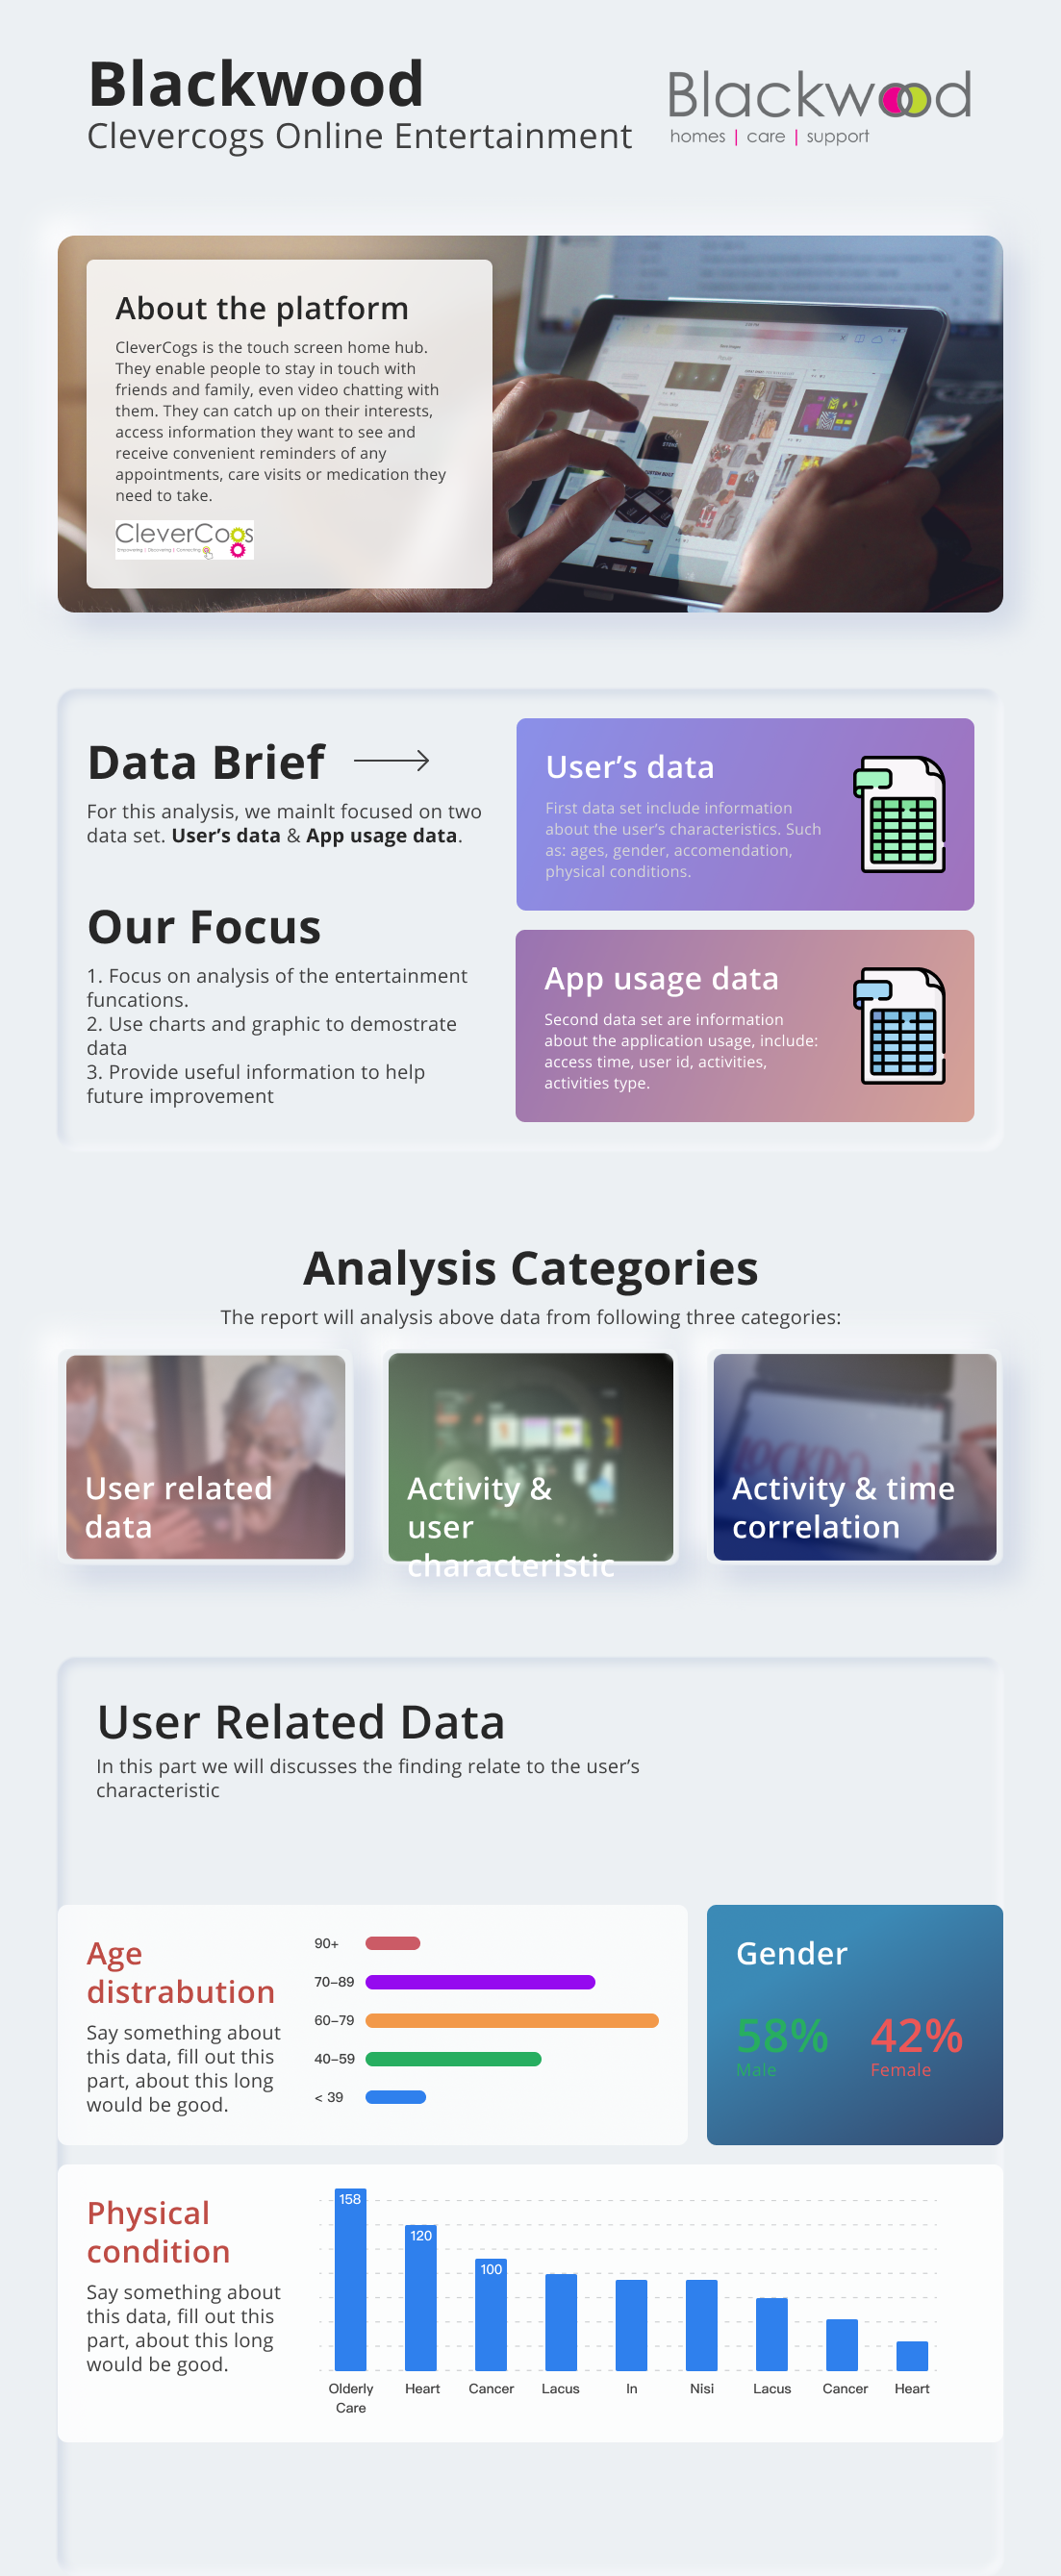 Blackwood
Clevercogs Online Entertainment
Blackwood
homes | care | support
About the platform
CleverCogs is the touch screen home hub.
They enable people to stay in touch with
friends and family, even video chatting with
them. They can catch up on their interests,
access information they want to see and
receive convenient reminders of any
appointments, care visits or medication they
need to take.
CleverCogs
Empowering | Discovering | Connecting
Data Brief
For this analysis, we mainlt focused on two
data set. User's data & App usage data.
Our Focus
1. Focus on analysis of the entertainment
funcations.
2. Use charts and graphic to demostrate
data
3. Provide useful information to help
future improvement
User's data
First data set include information
about the user's characteristics. Such
as: ages, gender, accomendation,
physical conditions.
App usage data
Second data set are information
about the application usage, include:
access time, user id, activities,
activities type.
Analysis Categories
The report will analysis above data from following three categories:
User related
data
Activity &
user
characteristic
Activity & time
correlation
User Related Data
In this part we will discusses the finding relate to the user's
characteristic
Age
distrabution
Say something about
this data, fill out this
part, about this long
would be good.
90+
70–89
60–79
40–59
< 39
Gender
58%
Male
42%
Female
Physical
condition
Say something about
this data, fill out this
part, about this long
would be good.
158
120
100
Olderly
Care
Heart
Cancer
Lacus
In
Nisi
Lacus
Cancer
Heart